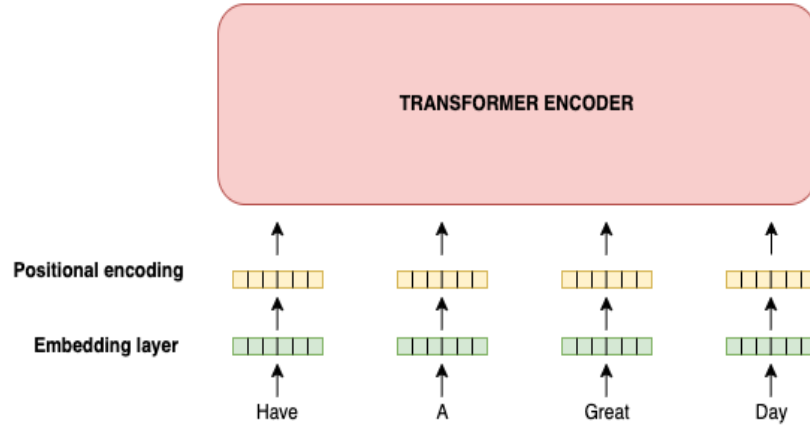 TRANSFORMER ENCODER
Positional encoding
Embedding layer
Have A Great Day